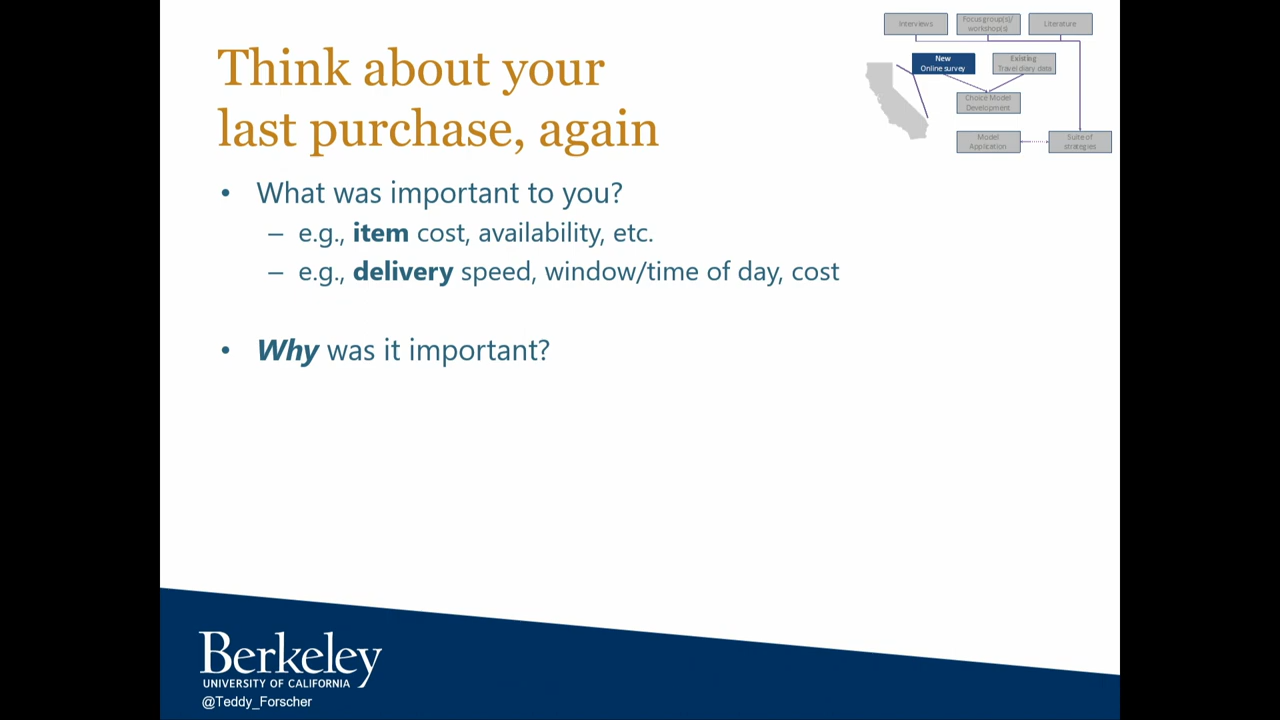 Think about your
last purchase, again
Interviews
Focus group(s)/
workshop(s)
Literature
New
Online survey
Existing
Travel diary data
Choice Model
Development
Model
Application
Suite of
strategies
• What was important to you?
– e.g., item cost, availability, etc.
– e.g., delivery speed, window/time of day, cost
• Why was it important?
Berkeley
UNIVERSITY OF CALIFORNIA
@Teddy_Forscher